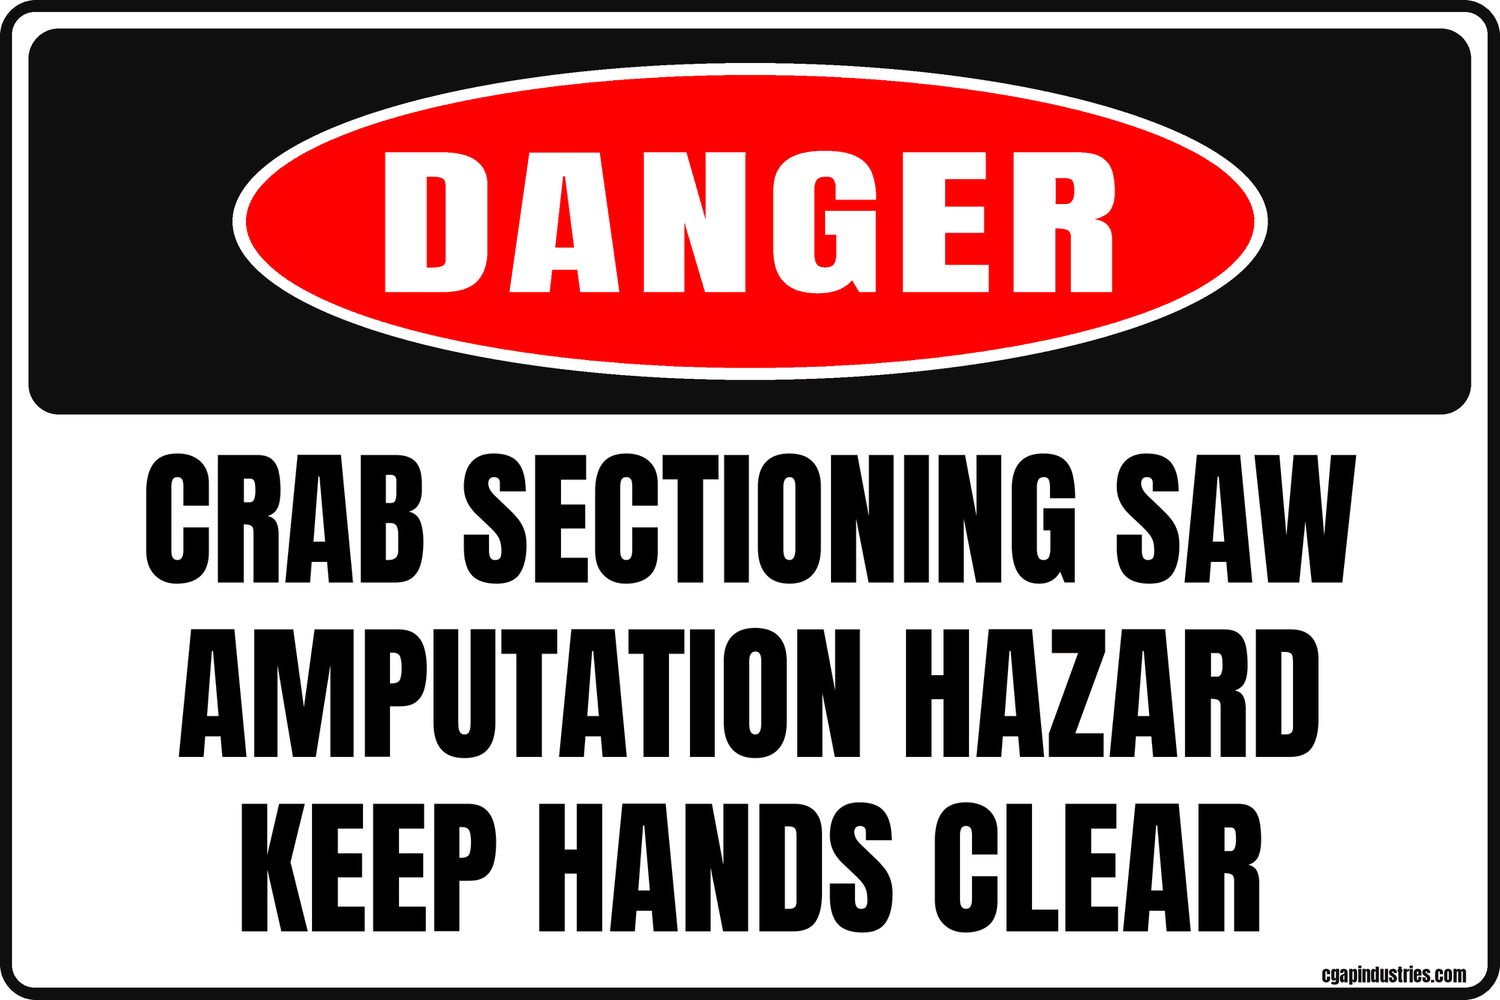 DANGER
CRAB SECTIONING SAW
AMPUTATION HAZARD
KEEP HANDS CLEAR
cgapindustries.com